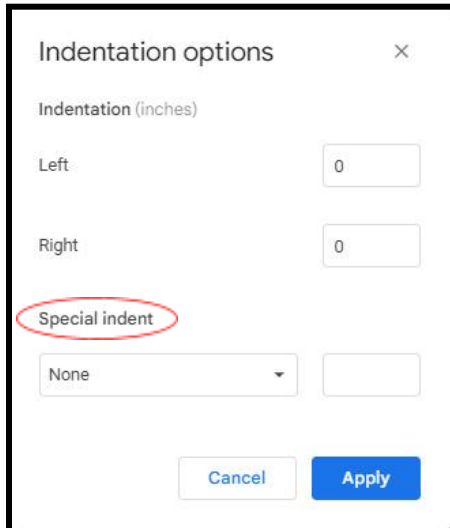 Indentation options
Indentation (inches)
Left 0
Right 0
Special indent
None
Cancel Apply